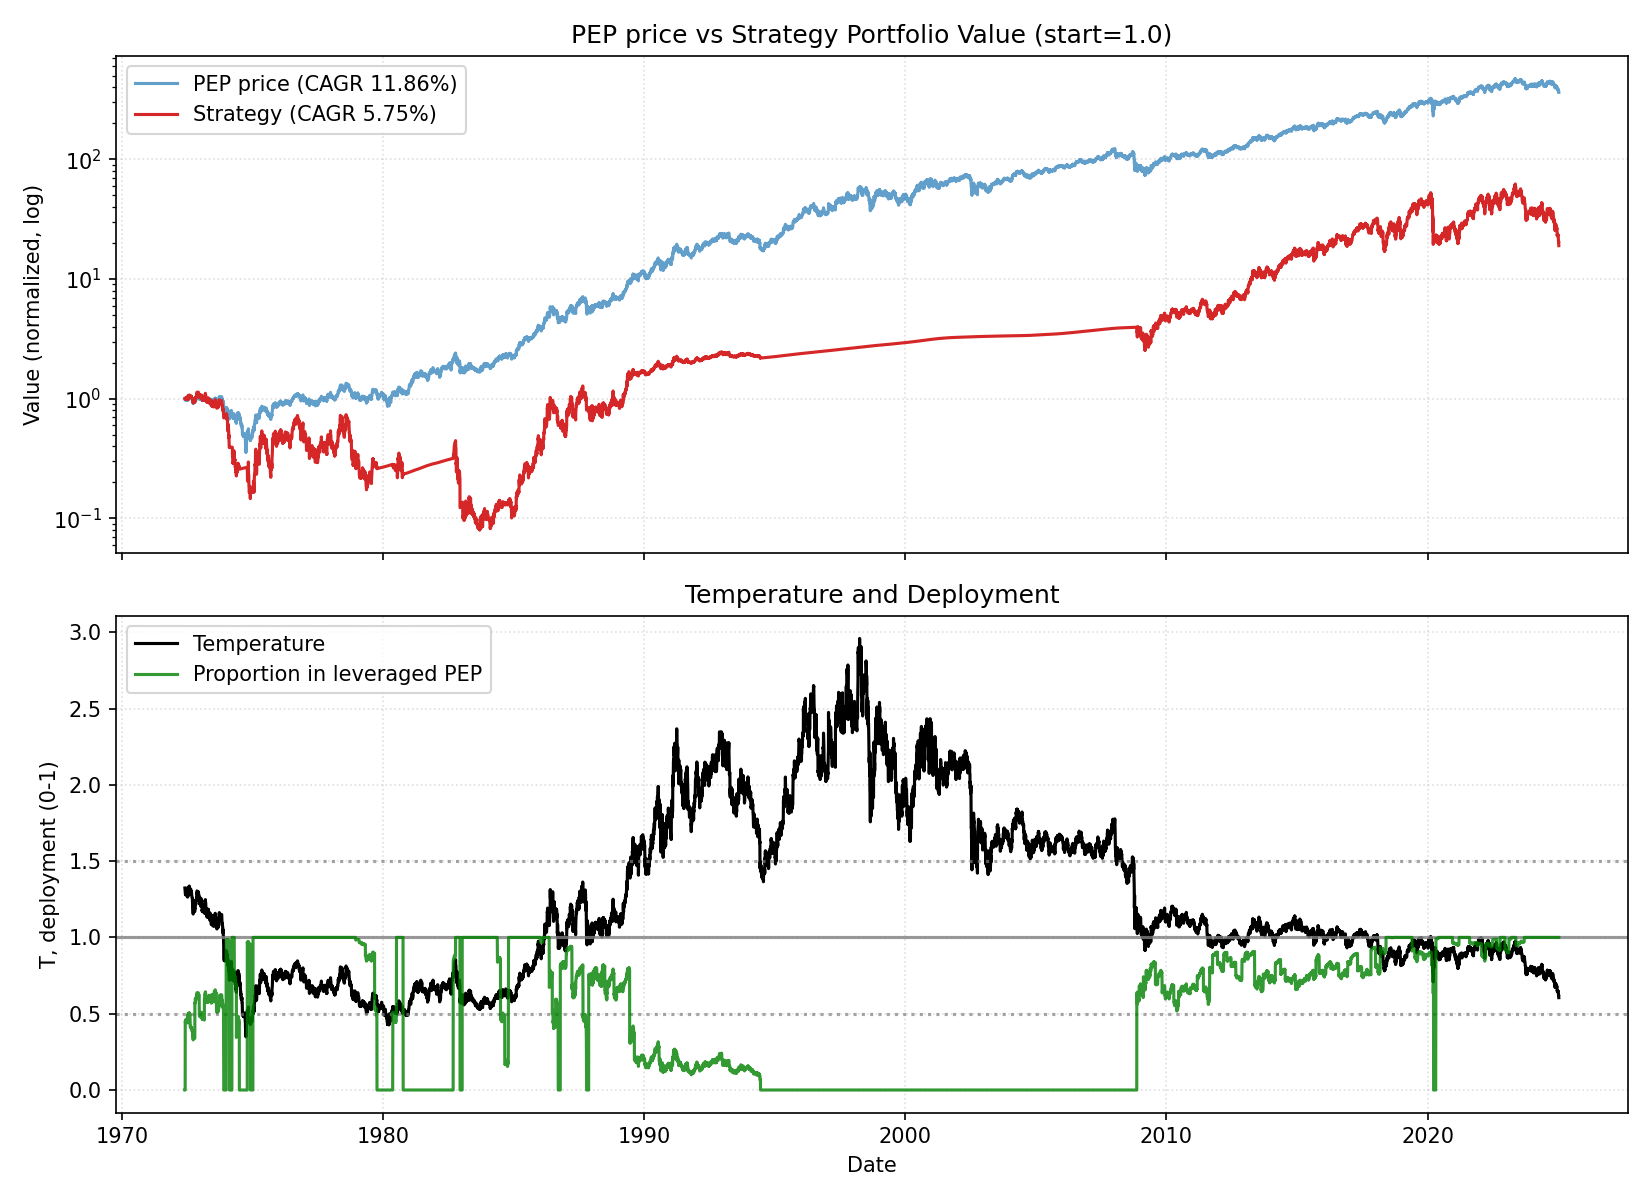 PEP price vs Strategy Portfolio Value (start=1.0)
PEP price (CAGR 11.86%)
Strategy (CAGR 5.75%)
Value (normalized, log)
10²
10¹
10⁰
10⁻¹
Temperature and Deployment
Temperature
Proportion in leveraged PEP
T, deployment (0-1)
3.0
2.5
2.0
1.5
1.0
0.5
0.0
1970 1980 1990 2000 2010 2020
Date